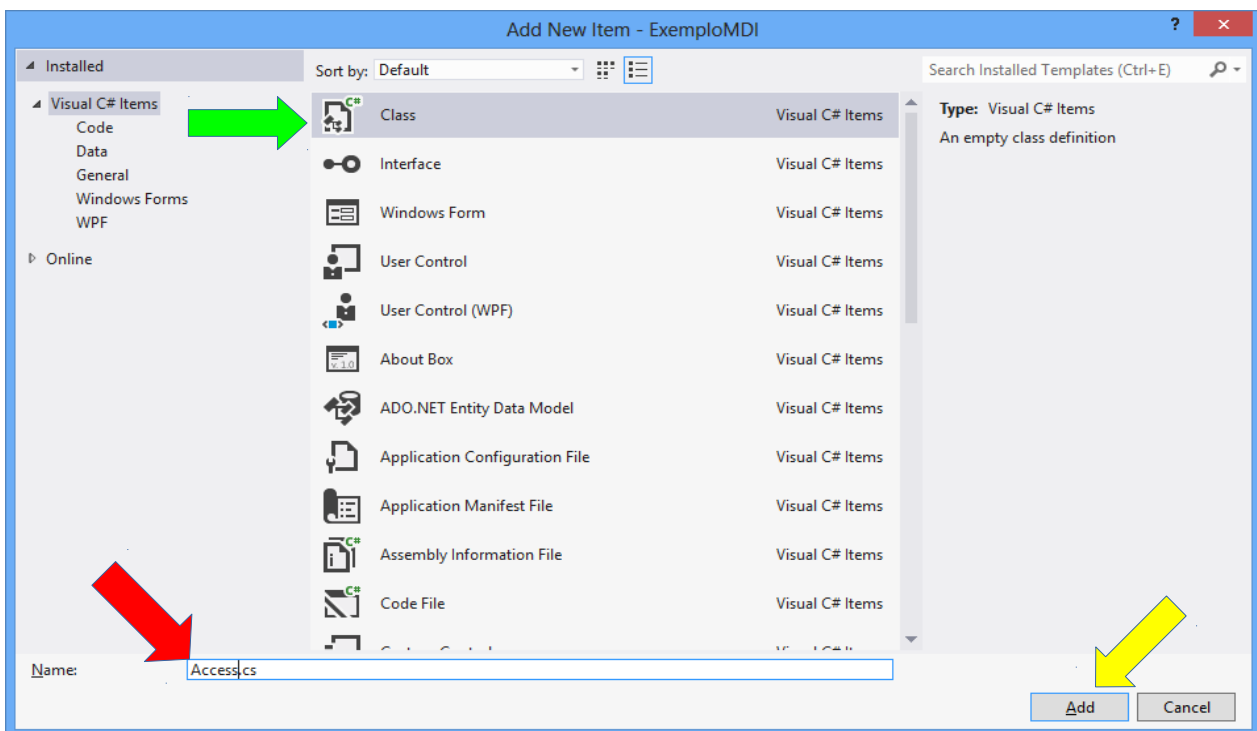 Add New Item - ExemploMDI
?
Installed
Sort by: Default
Search Installed Templates (Ctrl+E)
Visual C# Items
Code
Data
General
Windows Forms
WPF
Online
C# Class Visual C# Items
Interface Visual C# Items
Windows Form Visual C# Items
User Control Visual C# Items
User Control (WPF) Visual C# Items
v. 1.0 About Box Visual C# Items
ADO.NET Entity Data Model Visual C# Items
Application Configuration File Visual C# Items
Application Manifest File Visual C# Items
C# Assembly Information File Visual C# Items
C# Code File Visual C# Items
Type: Visual C# Items
An empty class definition
Name: Access.cs
Add Cancel